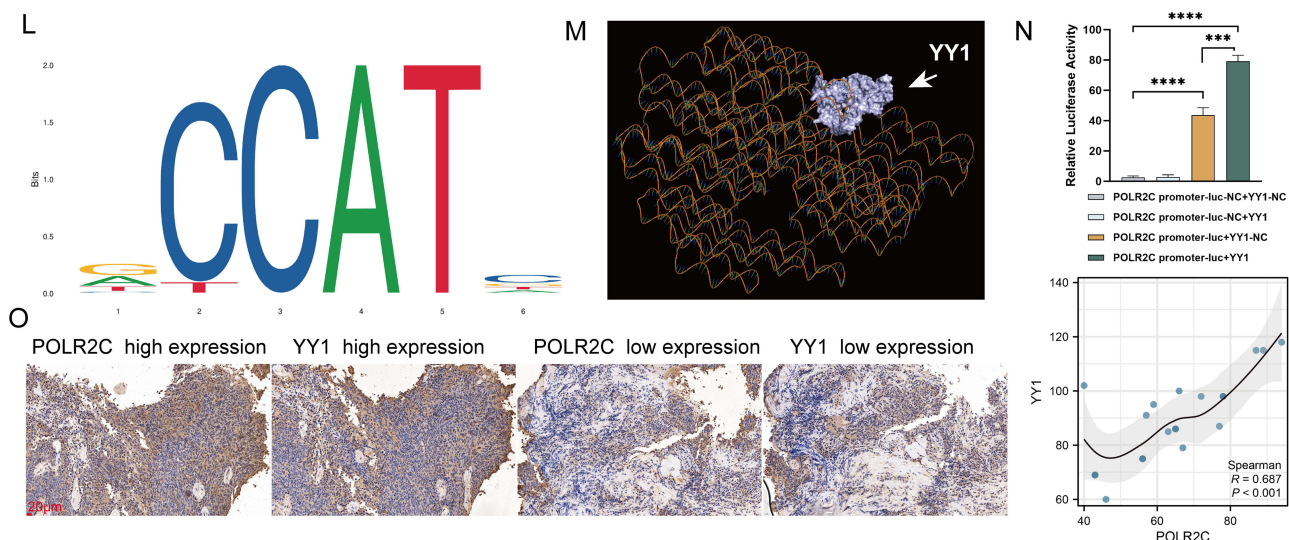 L
2.0
1.5
1.0
0.5
0.0
Bits
G
A
T
C
T
C
A
T
C
T
A
1 2 3 4 5 6
M
YY1
N
Relative Luciferase Activity
100
80
60
40
20
0
****
***
****
POLR2C promoter-luc-NC+YY1-NC
POLR2C promoter-luc-NC+YY1
POLR2C promoter-luc+YY1-NC
POLR2C promoter-luc+YY1
O
POLR2C high expression
YY1 high expression
POLR2C low expression
YY1 low expression
20μm
YY1
140
120
100
80
60
Spearman
R = 0.687
P < 0.001
40 60 80
POLR2C